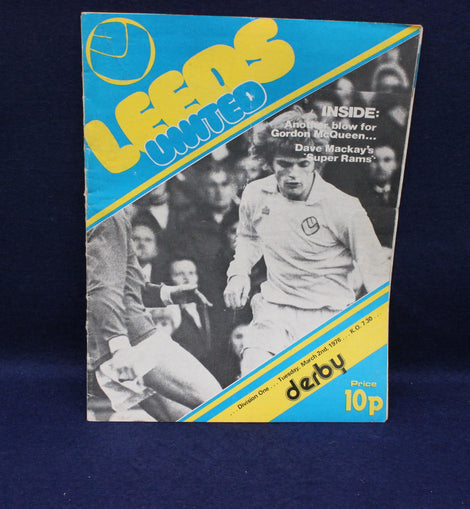 LEEDS
UNITED
INSIDE:
Another blow for
Gordon McQueen...
Dave Mackay's
'Super Rams'
...Division One...Tuesday, March 2nd, 1976...K.O. 7.30...
derby
Price
10p